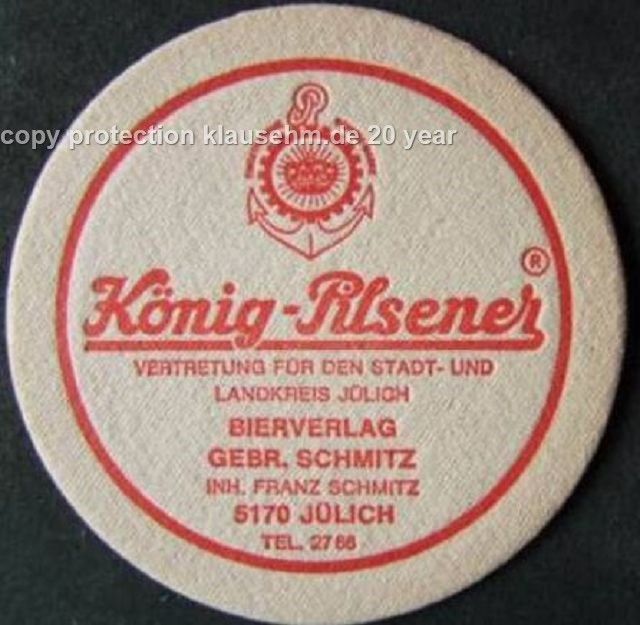 copy protection klausehm.de 20 year
König-Pilsener ®
VERTRETUNG FÜR DEN STADT- UND
LANDKREIS JÜLICH
BIERVERLAG
GEBR. SCHMITZ
INH. FRANZ SCHMITZ
5170 JÜLICH
TEL. 27 66